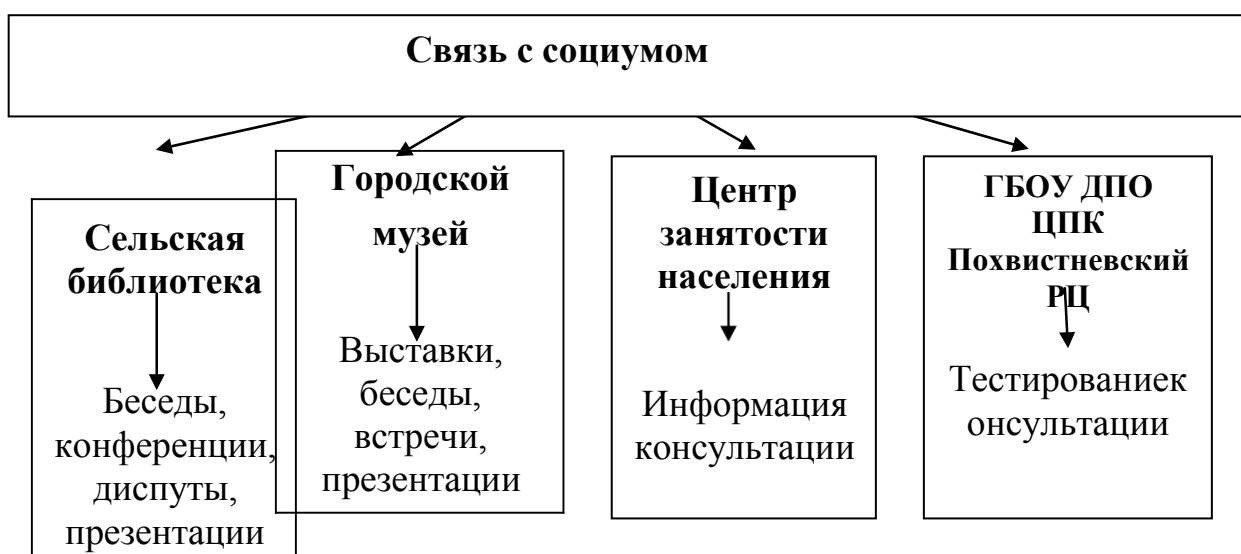 Связь с социумом
Сельская
библиотека
Беседы,
конференции,
диспуты,
презентации
Городской
музей
Выставки,
беседы,
встречи,
презентации
Центр
занятости
населения
Информация
консультации
ГБОУ ДПО
ЦПК
Похвистневский
РЦ
Тестированиек
онсультации